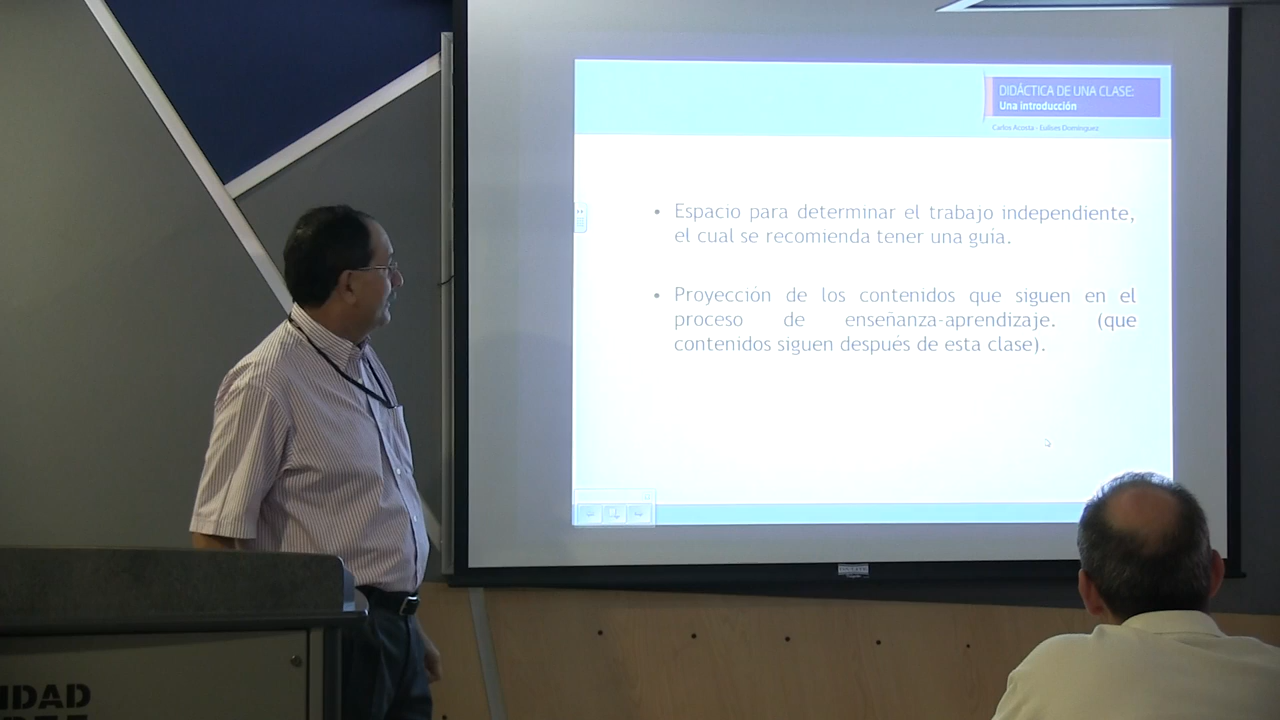 DIDÁCTICA DE UNA CLASE:
Una introducción
Carlos Acosta - Eulises Domínguez
• Espacio para determinar el trabajo independiente,
el cual se recomienda tener una guía.
• Proyección de los contenidos que siguen en el
proceso de enseñanza-aprendizaje. (que
contenidos siguen después de esta clase).
IDAD